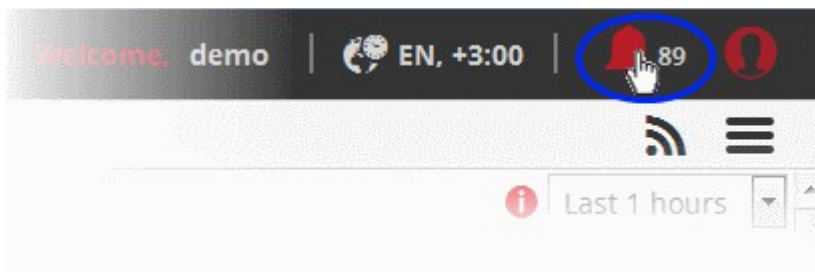 Welcome, demo | EN, +3:00 | 89
Last 1 hours